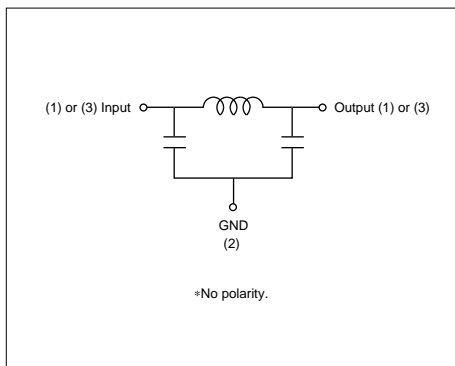 (1) or (3) Input
Output (1) or (3)
GND
(2)
*No polarity.